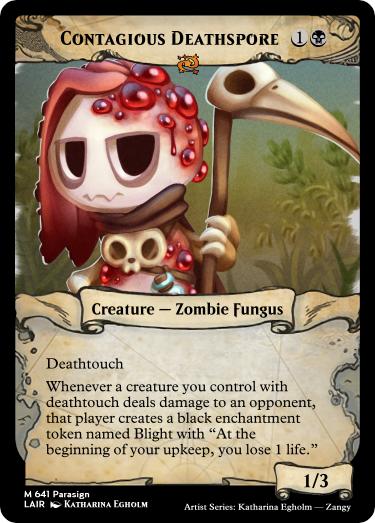 Contagious Deathspore 1
Creature — Zombie Fungus
Deathtouch
Whenever a creature you control with
deathtouch deals damage to an opponent,
that player creates a black enchantment
token named Blight with “At the
beginning of your upkeep, you lose 1 life.”
1/3
M 641 Parasign
LAIR Katharina Egholm
Artist Series: Katharina Egholm — Zangy